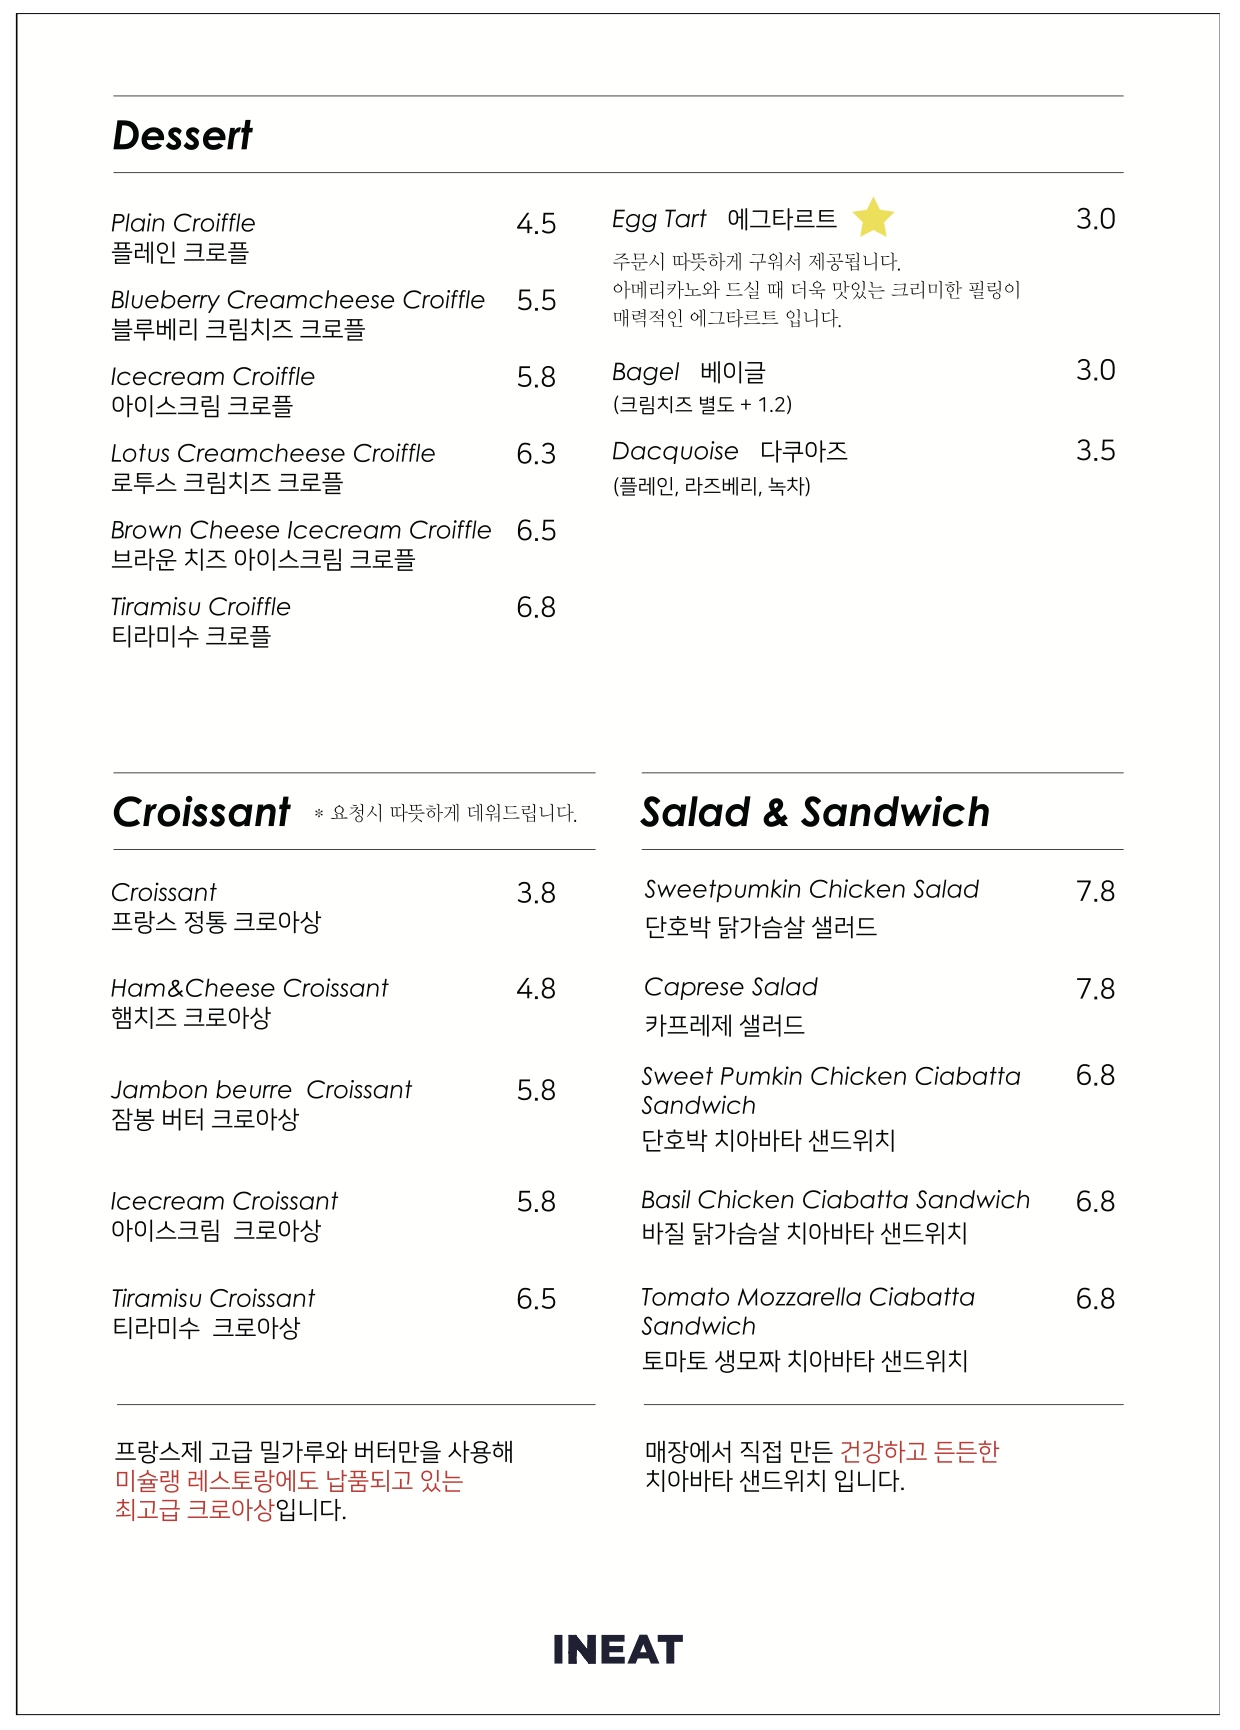 Dessert
Plain Croiffle 4.5
플레인 크로플
Blueberry Creamcheese Croiffle 5.5
블루베리 크림치즈 크로플
Icecream Croiffle 5.8
아이스크림 크로플
Lotus Creamcheese Croiffle 6.3
로투스 크림치즈 크로플
Brown Cheese Icecream Croiffle 6.5
브라운 치즈 아이스크림 크로플
Tiramisu Croiffle 6.8
티라미수 크로플
Egg Tart 에그타르트 3.0
주문시 따뜻하게 구워서 제공됩니다.
아메리카노와 드실 때 더욱 맛있는 크리미한 필링이
매력적인 에그타르트 입니다.
Bagel 베이글 3.0
(크림치즈 별도 + 1.2)
Dacquoise 다쿠아즈 3.5
(플레인, 라즈베리, 녹차)
Croissant * 요청시 따뜻하게 데워드립니다.
Croissant 3.8
프랑스 정통 크로아상
Ham&Cheese Croissant 4.8
햄치즈 크로아상
Jambon beurre Croissant 5.8
잠봉 버터 크로아상
Icecream Croissant 5.8
아이스크림 크로아상
Tiramisu Croissant 6.5
티라미수 크로아상
프랑스제 고급 밀가루와 버터만을 사용해
미슐랭 레스토랑에도 납품되고 있는
최고급 크로아상입니다.
Salad & Sandwich
Sweetpumkin Chicken Salad 7.8
단호박 닭가슴살 샐러드
Caprese Salad 7.8
카프레제 샐러드
Sweet Pumkin Chicken Ciabatta 6.8
Sandwich
단호박 치아바타 샌드위치
Basil Chicken Ciabatta Sandwich 6.8
바질 닭가슴살 치아바타 샌드위치
Tomato Mozzarella Ciabatta 6.8
Sandwich
토마토 생모짜 치아바타 샌드위치
매장에서 직접 만든 건강하고 든든한
치아바타 샌드위치 입니다.
INEAT